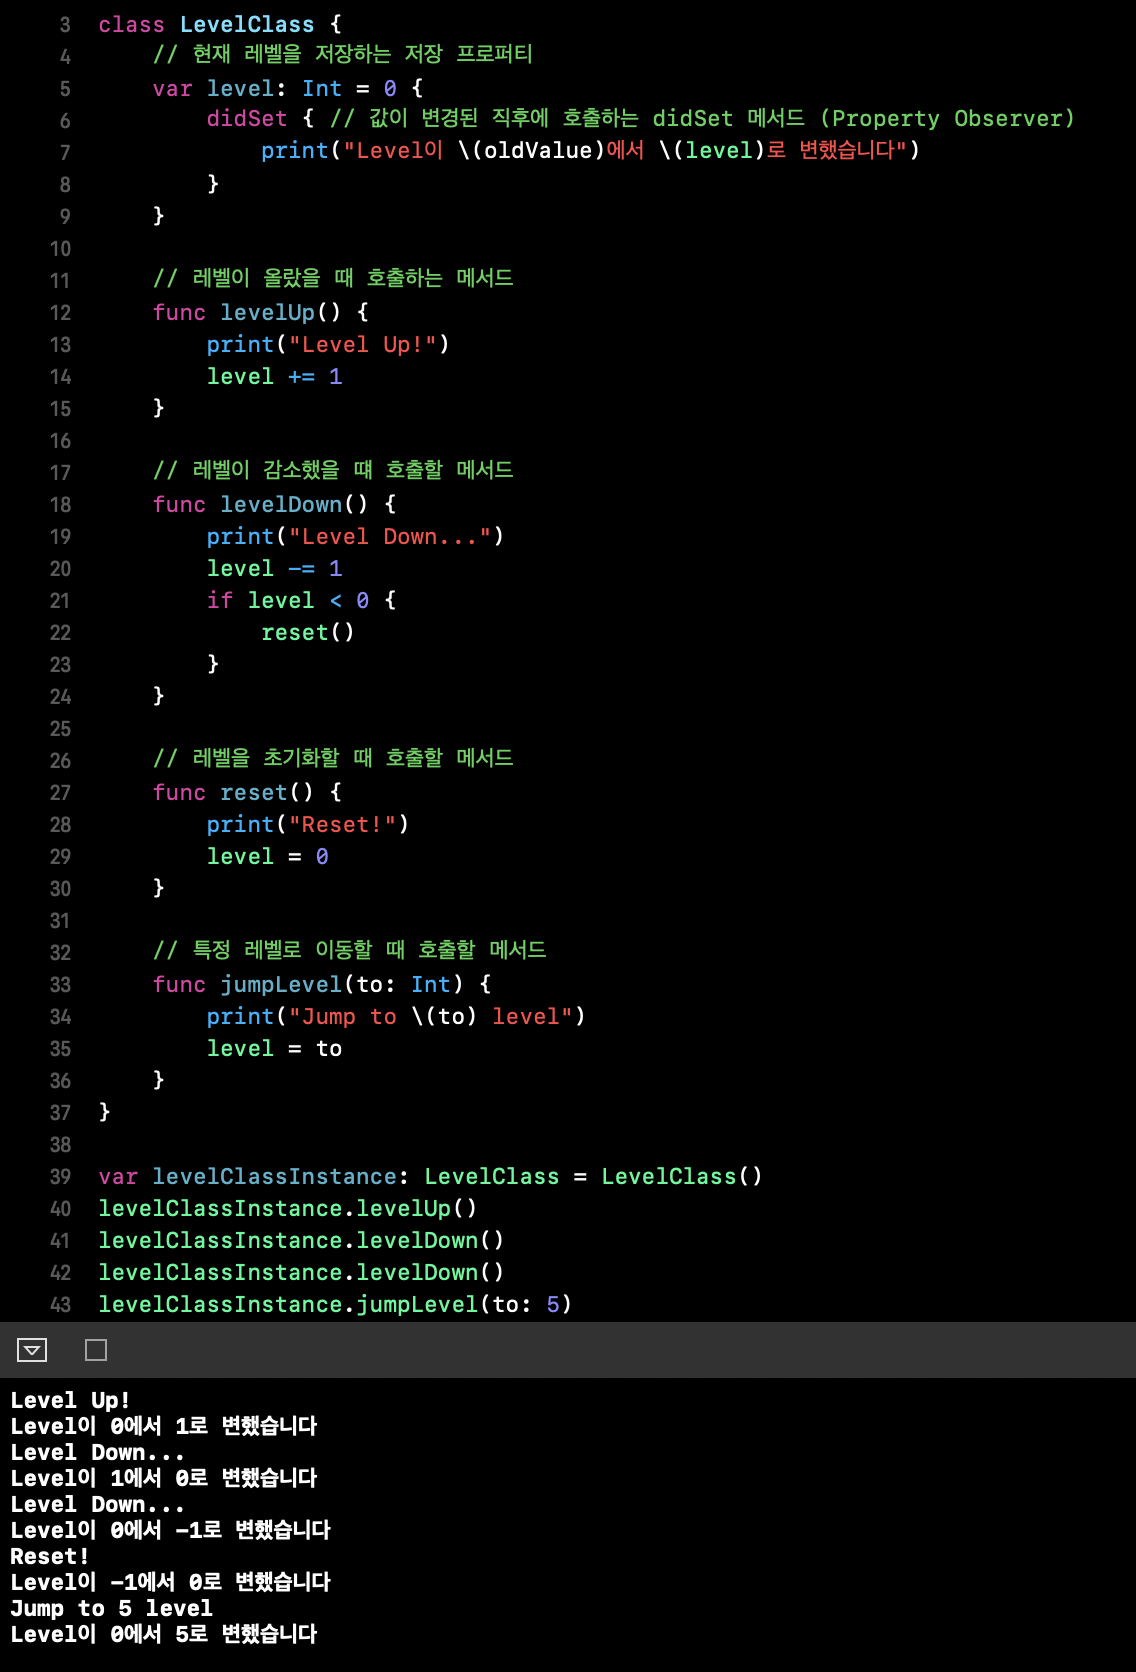 3 class LevelClass {
4 // 현재 레벨을 저장하는 저장 프로퍼티
5 var level: Int = 0 {
6 didSet { // 값이 변경된 직후에 호출하는 didSet 메서드 (Property Observer)
7 print("Level이 \(oldValue)에서 \(level)로 변했습니다")
8 }
9 }
10
11 // 레벨이 올랐을 때 호출하는 메서드
12 func levelUp() {
13 print("Level Up!")
14 level += 1
15 }
16
17 // 레벨이 감소했을 떄 호출할 메서드
18 func levelDown() {
19 print("Level Down...")
20 level -= 1
21 if level < 0 {
22 reset()
23 }
24 }
25
26 // 레벨을 초기화할 때 호출할 메서드
27 func reset() {
28 print("Reset!")
29 level = 0
30 }
31
32 // 특정 레벨로 이동할 때 호출할 메서드
33 func jumpLevel(to: Int) {
34 print("Jump to \(to) level")
35 level = to
36 }
37 }
38
39 var levelClassInstance: LevelClass = LevelClass()
40 levelClassInstance.levelUp()
41 levelClassInstance.levelDown()
42 levelClassInstance.levelDown()
43 levelClassInstance.jumpLevel(to: 5)
Level Up!
Level이 0에서 1로 변했습니다
Level Down...
Level이 1에서 0로 변했습니다
Level Down...
Level이 0에서 -1로 변했습니다
Reset!
Level이 -1에서 0로 변했습니다
Jump to 5 level
Level이 0에서 5로 변했습니다